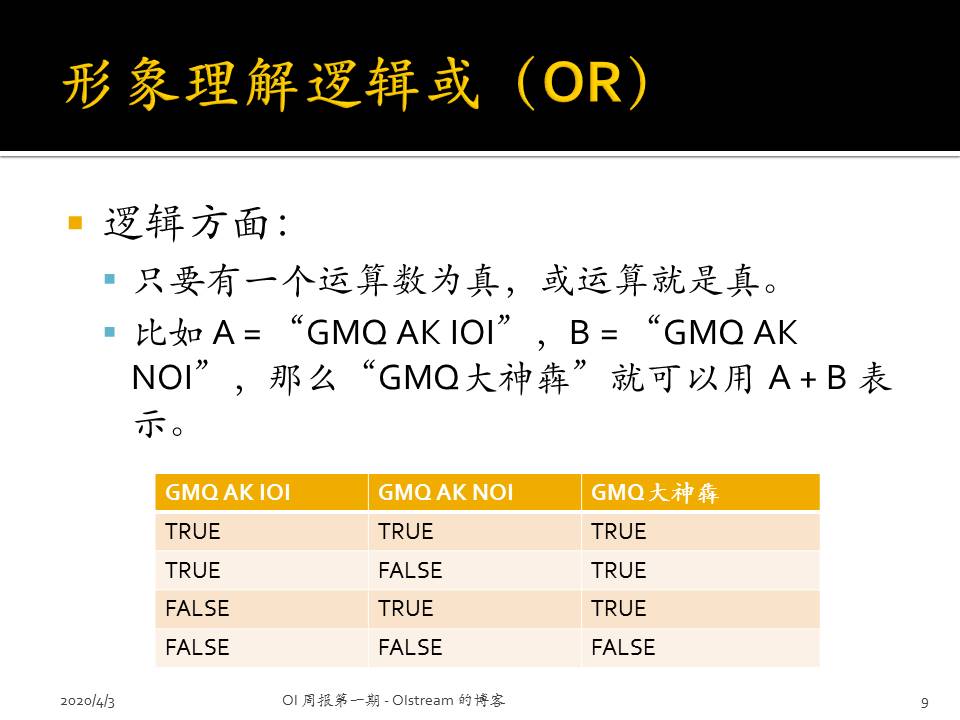 形象理解逻辑或（OR）
逻辑方面：
只要有一个运算数为真，或运算就是真。
比如 A = “GMQ AK IOI”，B = “GMQ AK
NOI”，那么“GMQ大神犇”就可以用 A + B 表
示。
GMQ AK IOI GMQ AK NOI GMQ大神犇
TRUE TRUE TRUE
TRUE FALSE TRUE
FALSE TRUE TRUE
FALSE FALSE FALSE
2020/4/3 OI 周报第一期 - OIstream 的博客 9